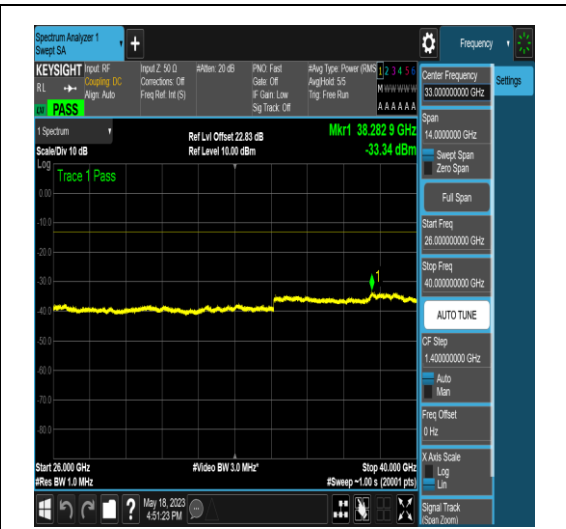 Spectrum Analyzer 1
Swept SA
+
Frequency
KEYSIGHT
Input: RF
Coupling: DC
Align: Auto
Input Z: 50 Ω
Corrections: Off
Freq Ref: Int (S)
#Atten: 20 dB
PNO: Fast
Gate: Off
IF Gain: Low
Sig Track: Off
#Avg Type: Power (RMS
Avg|Hold: 5/5
Trig: Free Run
1 2 3 4 5 6
M W W W W W
A A A A A A
RL
PASS
1 Spectrum
Scale/Div 10 dB
Ref Lvl Offset 22.83 dB
Ref Level 10.00 dBm
Mkr1 38.282 9 GHz
-33.34 dBm
Log
Trace 1 Pass
0.00
-10.0
-20.0
-30.0
-40.0
-50.0
-60.0
-70.0
-80.0
1
Start 26.000 GHz
#Res BW 1.0 MHz
#Video BW 3.0 MHz*
Stop 40.000 GHz
#Sweep ~1.00 s (20001 pts)
?
May 18, 2023
4:51:23 PM
Center Frequency
33.000000000 GHz
Settings
Span
14.0000000 GHz
Swept Span
Zero Span
Full Span
Start Freq
26.000000000 GHz
Stop Freq
40.000000000 GHz
AUTO TUNE
CF Step
1.400000000 GHz
Auto
Man
Freq Offset
0 Hz
X Axis Scale
Log
Lin
Signal Track
(Span Zoom)